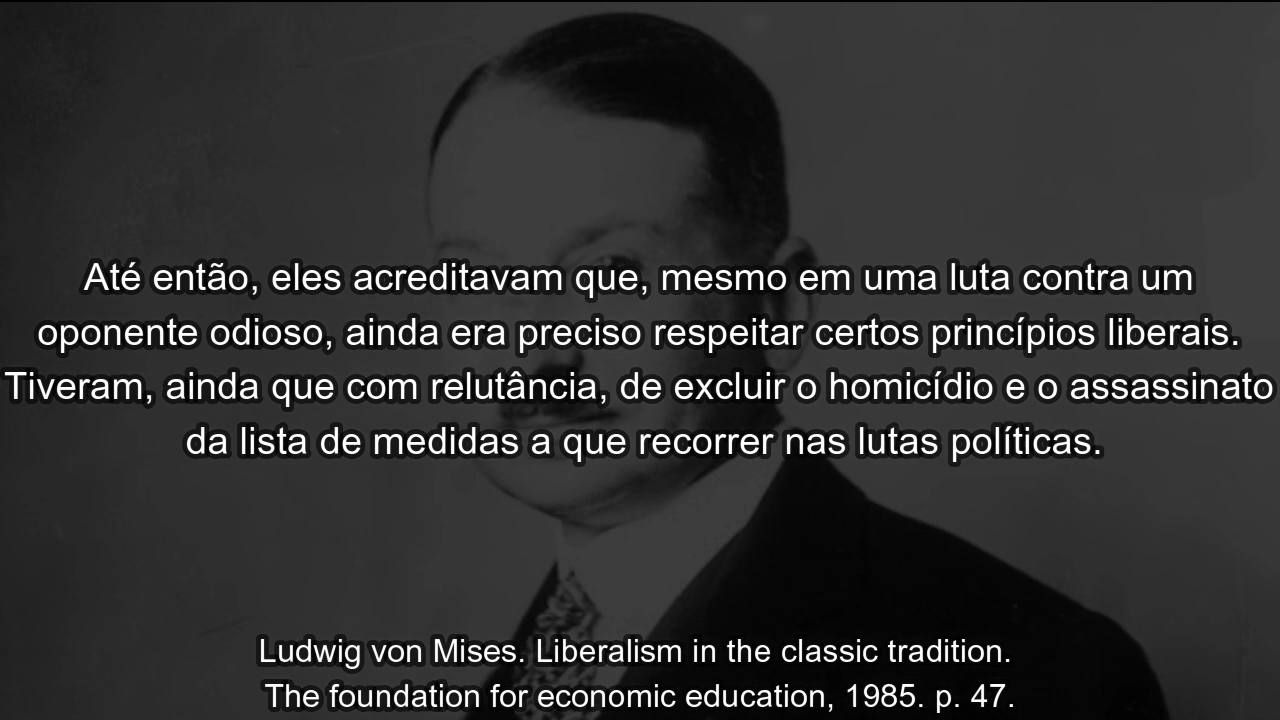 Até então, eles acreditavam que, mesmo em uma luta contra um
oponente odioso, ainda era preciso respeitar certos princípios liberais.
Tiveram, ainda que com relutância, de excluir o homicídio e o assassinato
da lista de medidas a que recorrer nas lutas políticas.
Ludwig von Mises. Liberalism in the classic tradition.
The foundation for economic education, 1985. p. 47.